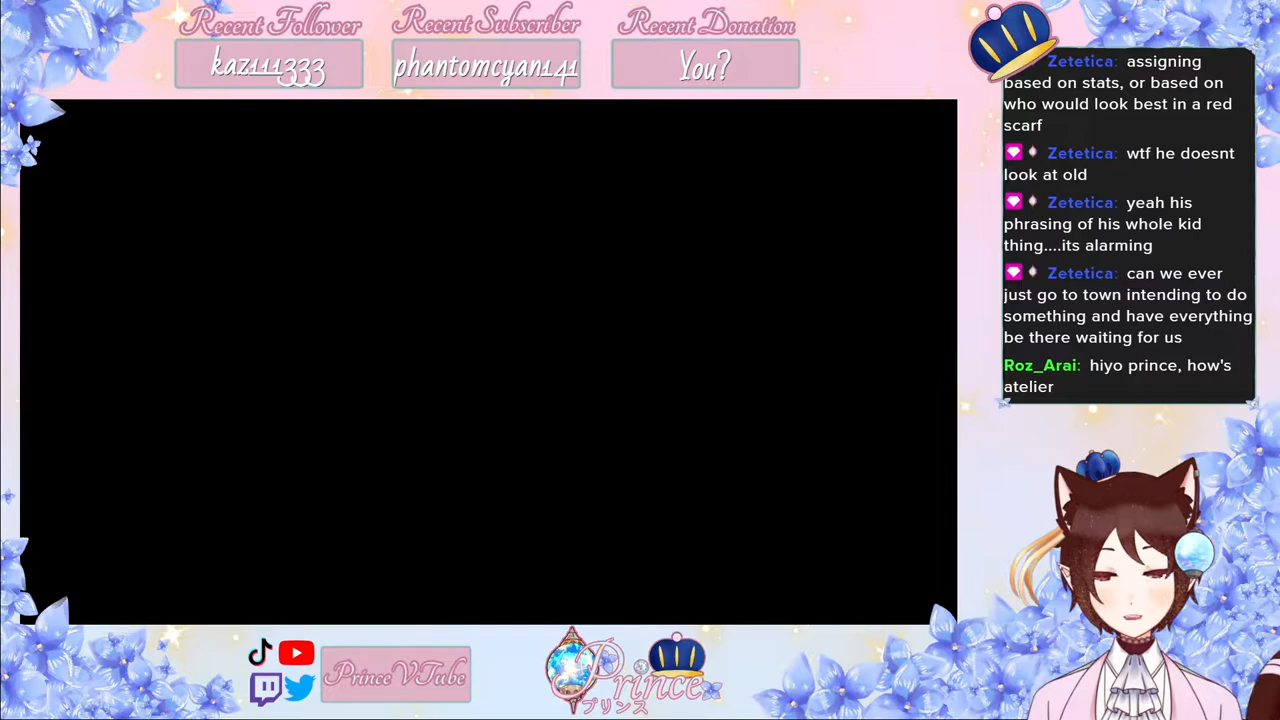 Recent Follower
kaz111333
Recent Subscriber
phantomcyan141
Recent Donation
You?
Zetetica: assigning
based on stats, or based on
who would look best in a red
scarf
Zetetica: wtf he doesnt
look at old
Zetetica: yeah his
phrasing of his whole kid
thing....its alarming
Zetetica: can we ever
just go to town intending to do
something and have everything
be there waiting for us
Roz_Arai: hiyo prince, how's
atelier
Prince VTube
Prince
プリンス